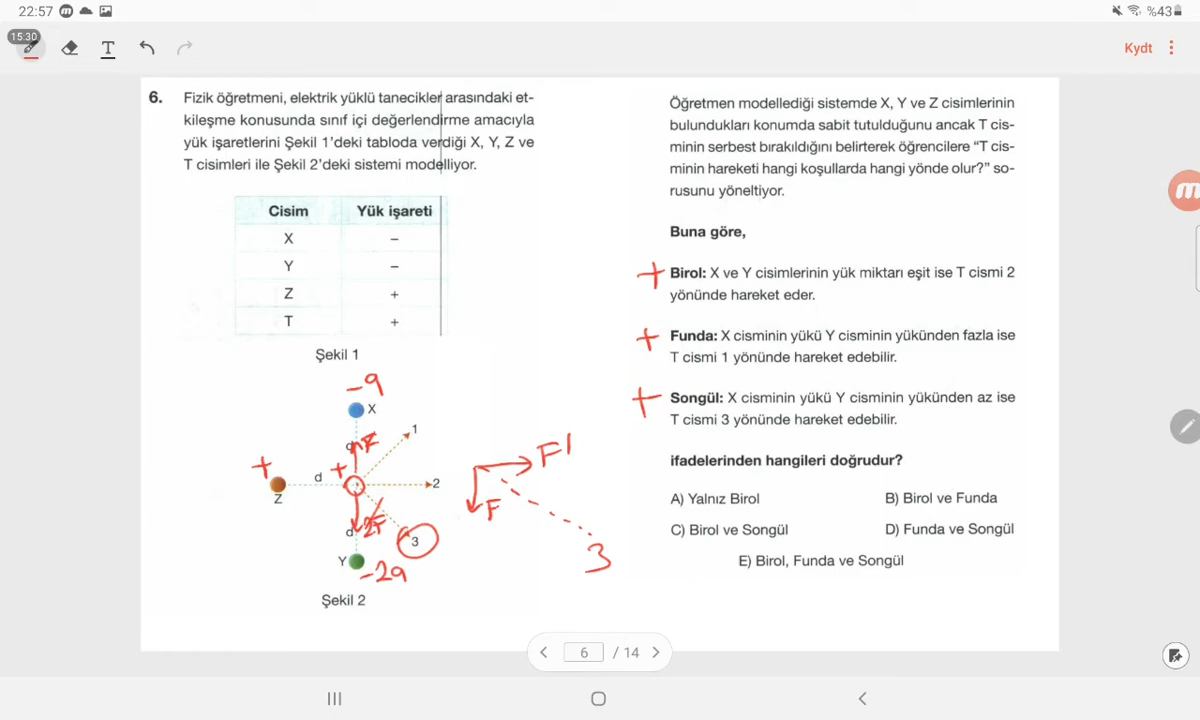 22:57
%43
15:30
T
Kydt
6. Fizik öğretmeni, elektrik yüklü tanecikler arasındaki et-
kileşme konusunda sınıf içi değerlendirme amacıyla
yük işaretlerini Şekil 1'deki tabloda verdiği X, Y, Z ve
T cisimleri ile Şekil 2'deki sistemi modelliyor.
Cisim Yük işareti
X –
Y –
Z +
T +
Şekil 1
-q
X
d F
1
+ d +
Z
2
d 2F
3
Y
-2q
Şekil 2
F'
F
3
Öğretmen modellediği sistemde X, Y ve Z cisimlerinin
bulundukları konumda sabit tutulduğunu ancak T cis-
minin serbest bırakıldığını belirterek öğrencilere “T cis-
minin hareketi hangi koşullarda hangi yönde olur?” so-
rusunu yöneltiyor.
Buna göre,
+ Birol: X ve Y cisimlerinin yük miktarı eşit ise T cismi 2
yönünde hareket eder.
+ Funda: X cisminin yükü Y cisminin yükünden fazla ise
T cismi 1 yönünde hareket edebilir.
+ Songül: X cisminin yükü Y cisminin yükünden az ise
T cismi 3 yönünde hareket edebilir.
ifadelerinden hangileri doğrudur?
A) Yalnız Birol B) Birol ve Funda
C) Birol ve Songül D) Funda ve Songül
E) Birol, Funda ve Songül
6 / 14